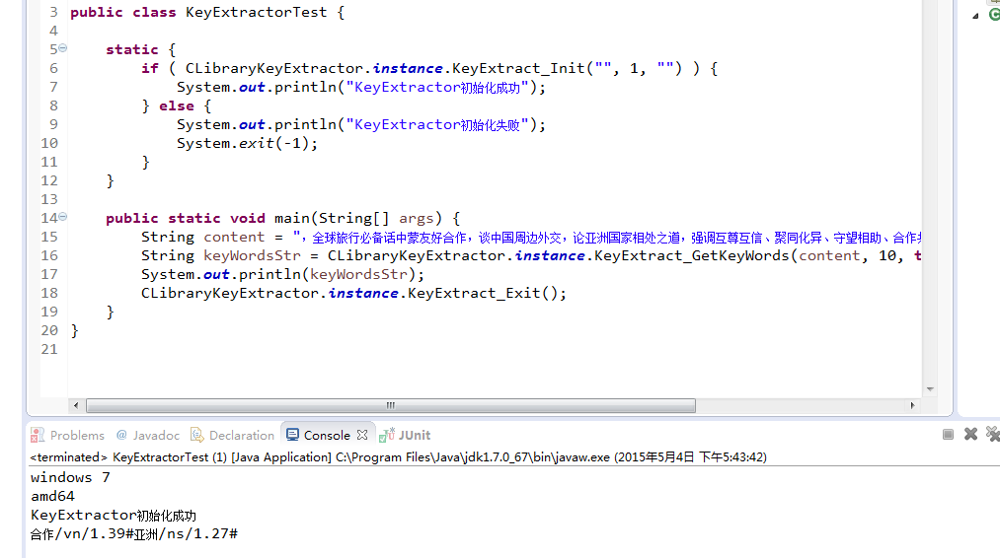 3 public class KeyExtractorTest {
4
5 static {
6 if ( CLibraryKeyExtractor.instance.KeyExtract_Init("", 1, "") ) {
7 System.out.println("KeyExtractor初始化成功");
8 } else {
9 System.out.println("KeyExtractor初始化失败");
10 System.exit(-1);
11 }
12 }
13
14 public static void main(String[] args) {
15 String content = ", 全球旅行必备话中蒙友好合作，谈中国周边外交，论亚洲国家相处之道，强调互尊互信、聚同化异、守望相助、合作
16 String keyWordsStr = CLibraryKeyExtractor.instance.KeyExtract_GetKeyWords(content, 10, t
17 System.out.println(keyWordsStr);
18 CLibraryKeyExtractor.instance.KeyExtract_Exit();
19 }
20 }
21
Problems @ Javadoc Declaration Console JUnit
<terminated> KeyExtractorTest (1) [Java Application] C:\Program Files\Java\jdk1.7.0_67\bin\javaw.exe (2015年5月4日 下午5:43:42)
windows 7
amd64
KeyExtractor初始化成功
合作/vn/1.39#亚洲/ns/1.27#